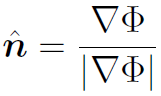 n̂ = ∇Φ / |∇Φ|